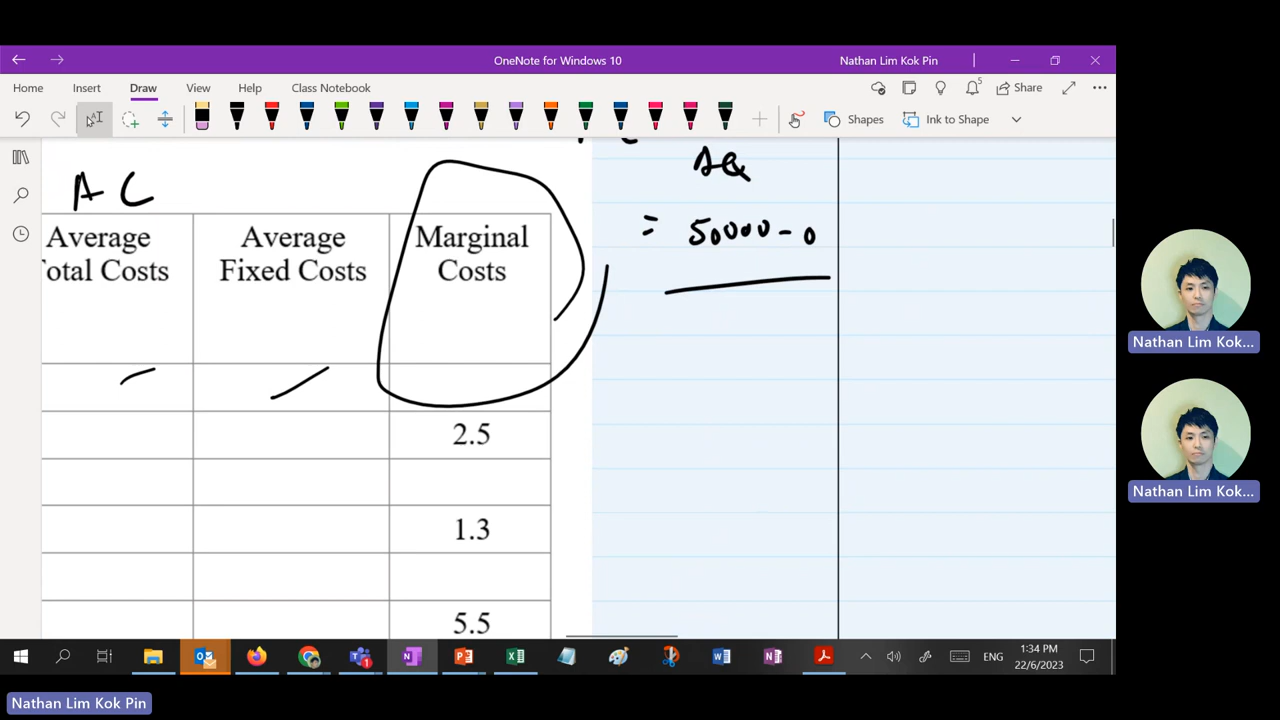 OneNote for Windows 10
Nathan Lim Kok Pin
Home Insert Draw View Help Class Notebook
5
Share
Shapes
Ink to Shape
A C
ΔQ
= 50000 - 0
Average
Total Costs
Average
Fixed Costs
Marginal
Costs
2.5
1.3
5.5
Nathan Lim Kok...
Nathan Lim Kok...
1
ENG
1:34 PM
22/6/2023
Nathan Lim Kok Pin